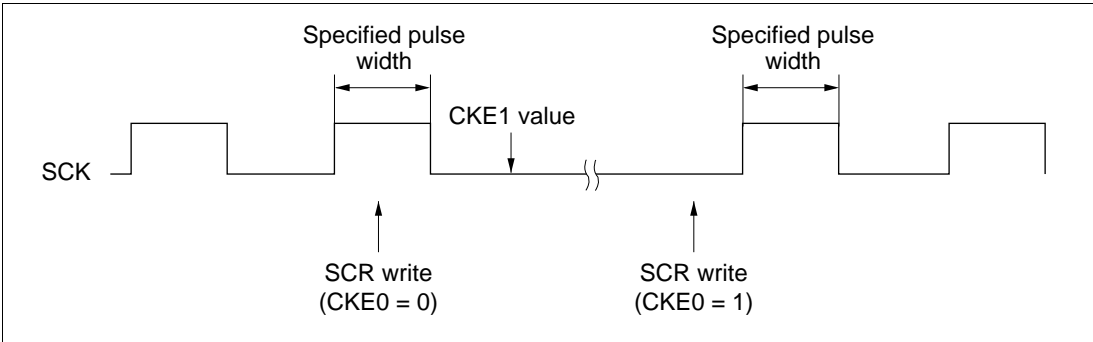 Specified pulse
width
Specified pulse
width
CKE1 value
SCK
SCR write
(CKE0 = 0)
SCR write
(CKE0 = 1)